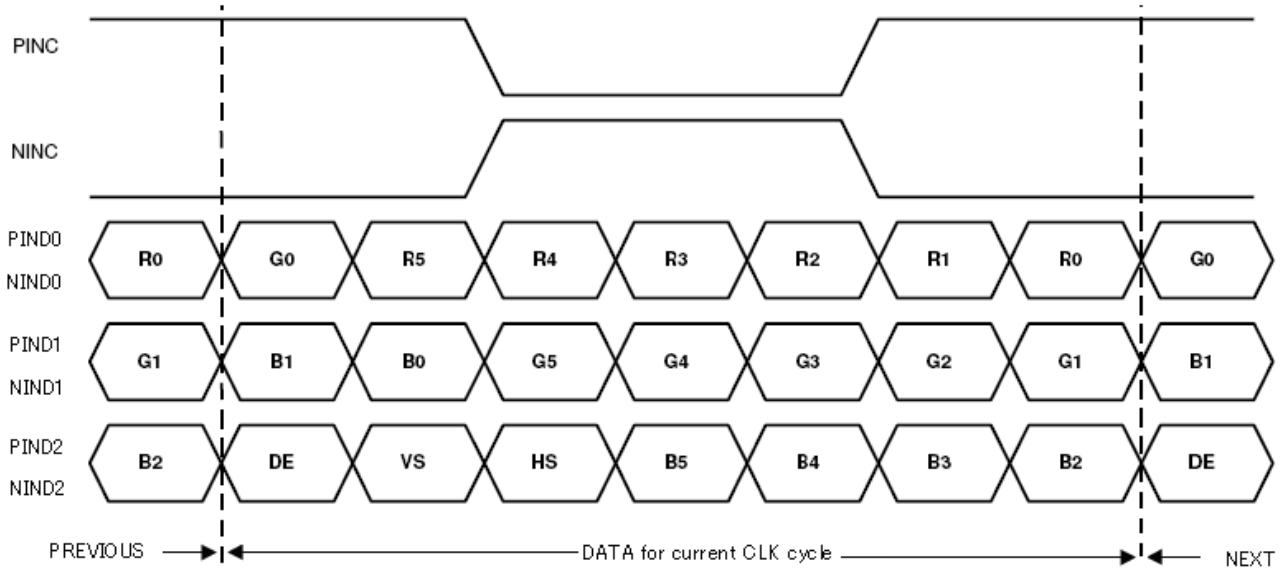 PINC
NINC
PIND0
R0 G0 R5 R4 R3 R2 R1 R0 G0
NIND0
PIND1
G1 B1 B0 G5 G4 G3 G2 G1 B1
NIND1
PIND2
B2 DE VS HS B5 B4 B3 B2 DE
NIND2
PREVIOUS DATA for current CLK cycle NEXT